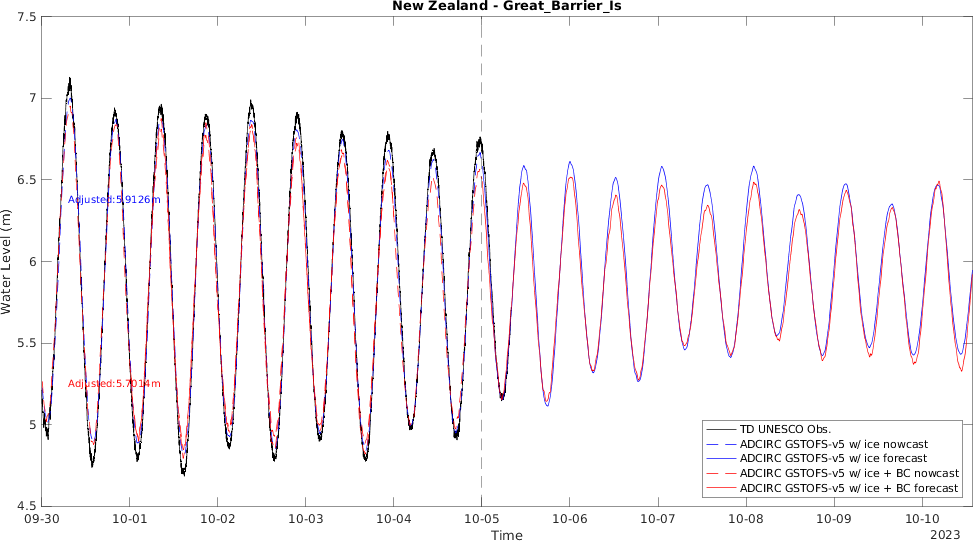 New Zealand - Great_Barrier_Is
7.5
7
6.5
6
5.5
5
4.5
Water Level (m)
Adjusted:5.9126m
Adjusted:5.7014m
TD UNESCO Obs.
ADCIRC GSTOFS-v5 w/ ice nowcast
ADCIRC GSTOFS-v5 w/ ice forecast
ADCIRC GSTOFS-v5 w/ ice + BC nowcast
ADCIRC GSTOFS-v5 w/ ice + BC forecast
09-30 10-01 10-02 10-03 10-04 10-05 10-06 10-07 10-08 10-09 10-10
Time
2023